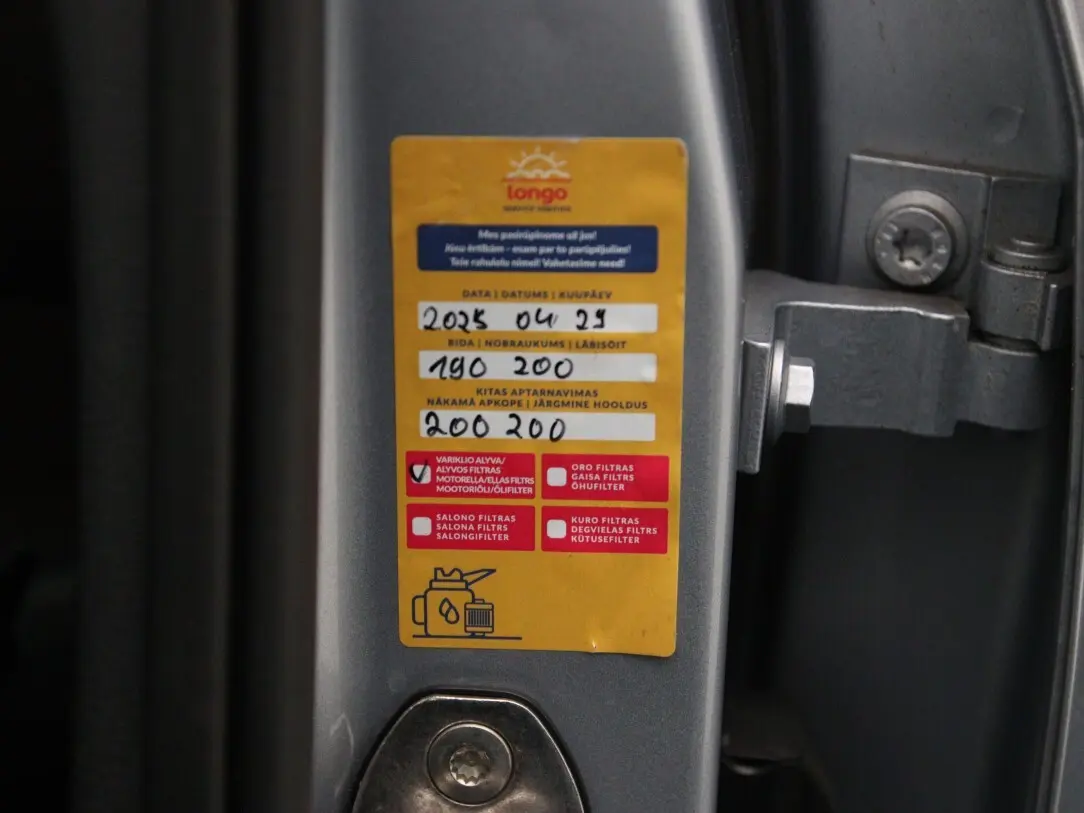 longo
Mes pasirūpinome už jus!
Jūsu ērtībām - esam par to parūpējušies!
Teie rahulolu nimel! Vahetasime need!
DATA | DATUMS | KUUPÄEV
2025 04 29
RIDA | NOBRAUKUMS | LÄBISÕIT
190 200
KITAS APTARNAVIMAS
NĀKAMĀ APKOPE | JÄRGMINE HOOLDUS
200 200
VARIKLIO ALYVA/
ALYVOS FILTRAS
MOTORELLA/ELLAS FILTRS
MOOTORIÕLI/ÕLIFILTER
ORO FILTRAS
GAISA FILTRS
ÕHUFILTER
SALONO FILTRAS
SALONA FILTRS
SALONGIFILTER
KURO FILTRAS
DEGVIELAS FILTRS
KÜTUSEFILTER